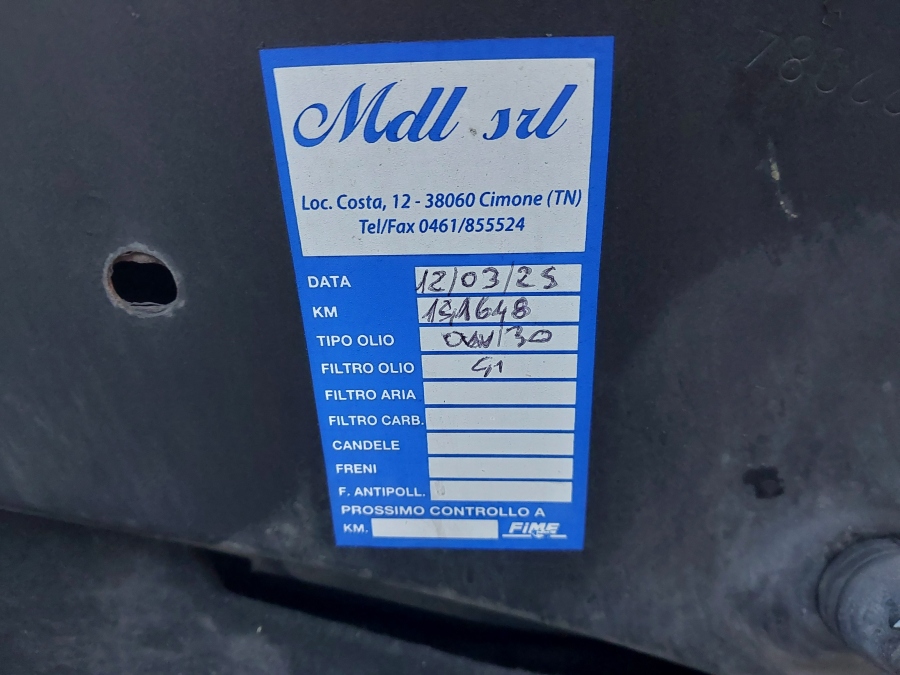 Mdl srl
Loc. Costa, 12 - 38060 Cimone (TN)
Tel/Fax 0461/855524
DATA 12/03/25
KM 191648
TIPO OLIO 0W/30
FILTRO OLIO
FILTRO ARIA
FILTRO CARB.
CANDELE
FRENI
F. ANTIPOLL.
PROSSIMO CONTROLLO A
KM. FIME